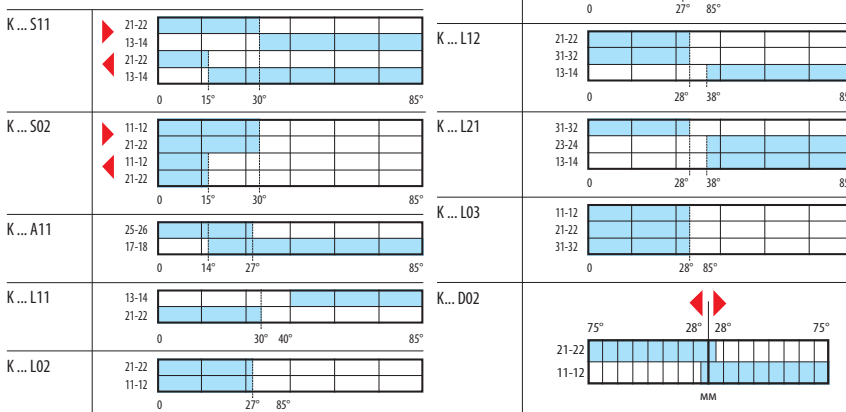 K ... S11
21-22
13-14
21-22
13-14
0 15° 30° 85°
K ... S02
11-12
21-22
11-12
21-22
0 15° 30° 85°
K ... A11
25-26
17-18
0 14° 27° 85°
K ... L11
13-14
21-22
0 30° 40° 85°
K ... L02
21-22
11-12
0 27° 85°
0 27° 85°
K ... L12
21-22
31-32
13-14
0 28° 38° 85
K ... L21
31-32
23-24
13-14
0 28° 38° 85
K ... L03
11-12
21-22
31-32
0 28° 85°
K... D02
75° 28° 28° 75°
21-22
11-12
MM